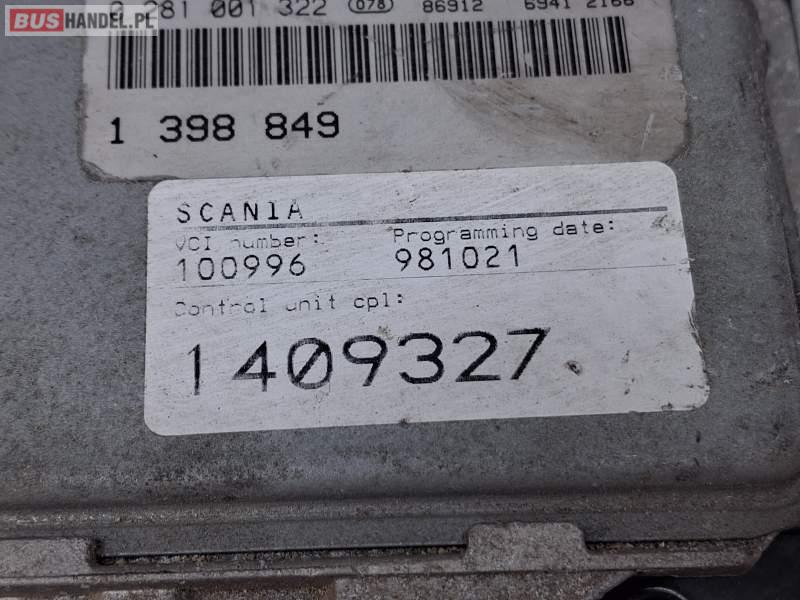 BUSHANDEL.PL
0 281 001 322 078 86912 6941 2166
1 398 849
SCANIA
VCI number: Programming date:
100996 981021
Control unit cpl:
1409327